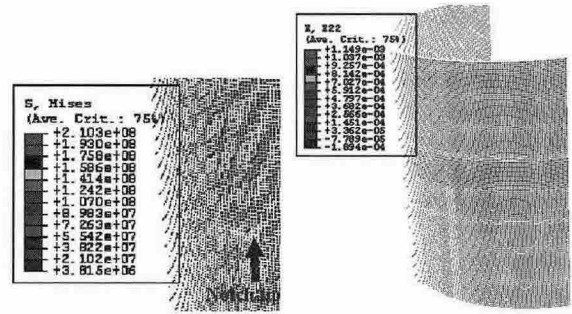 S, Mises
(Ave. Crit.: 75%)
+2.103e+08
+1.930e+08
+1.758e+08
+1.586e+08
+1.414e+08
+1.242e+08
+1.070e+08
+8.983e+07
+7.263e+07
+5.542e+07
+3.822e+07
+2.102e+07
+3.815e+06
E, E22
(Ave. Crit.: 75%)
+1.149e-03
+1.037e-03
+9.257e-04
+8.142e-04
+7.027e-04
+5.912e-04
+4.797e-04
+3.682e-04
+2.566e-04
+1.451e-04
+3.362e-05
-7.789e-05
-1.894e-04